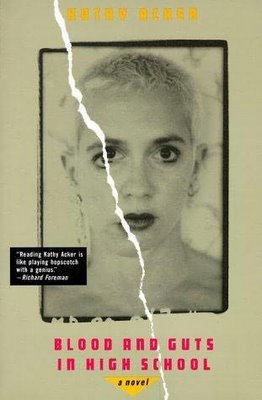 KATHY ACKER
"Reading Kathy Acker is
like playing hopscotch
with a genius."
—Richard Foreman
BLOOD AND GUTS
IN HIGH SCHOOL
a novel